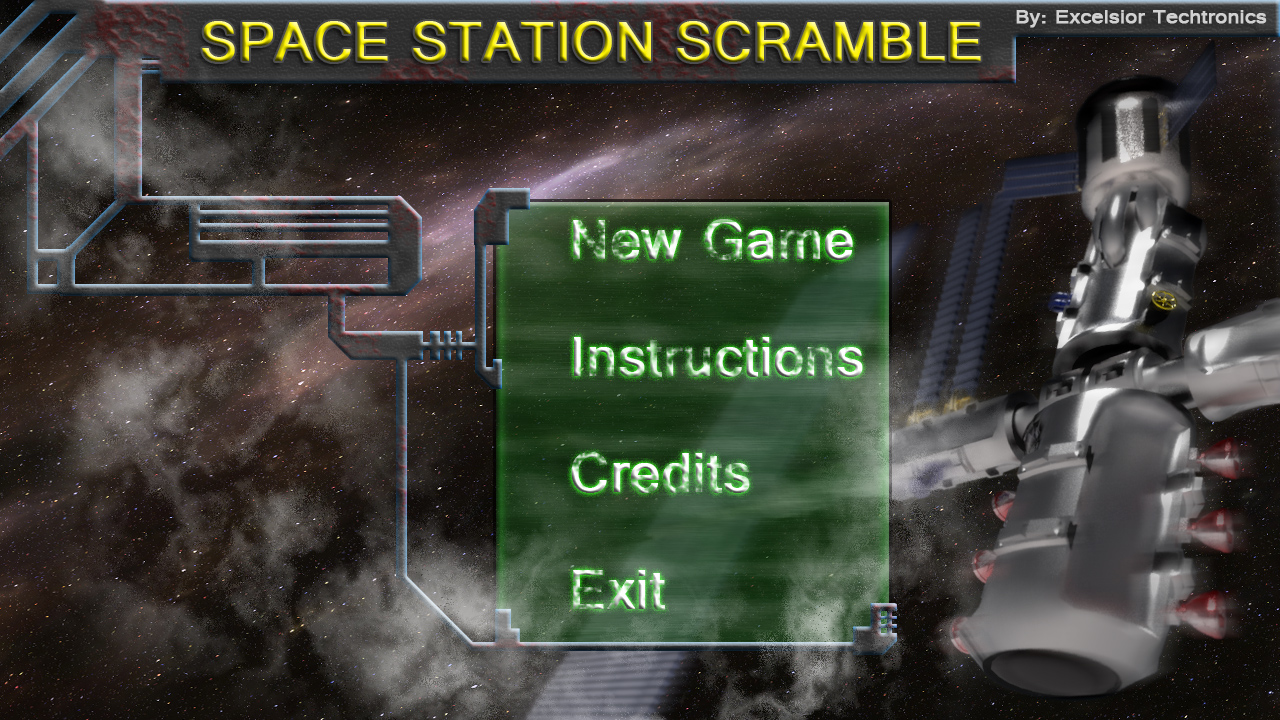 SPACE STATION SCRAMBLE
By: Excelsior Techtronics
New Game
Instructions
Credits
Exit